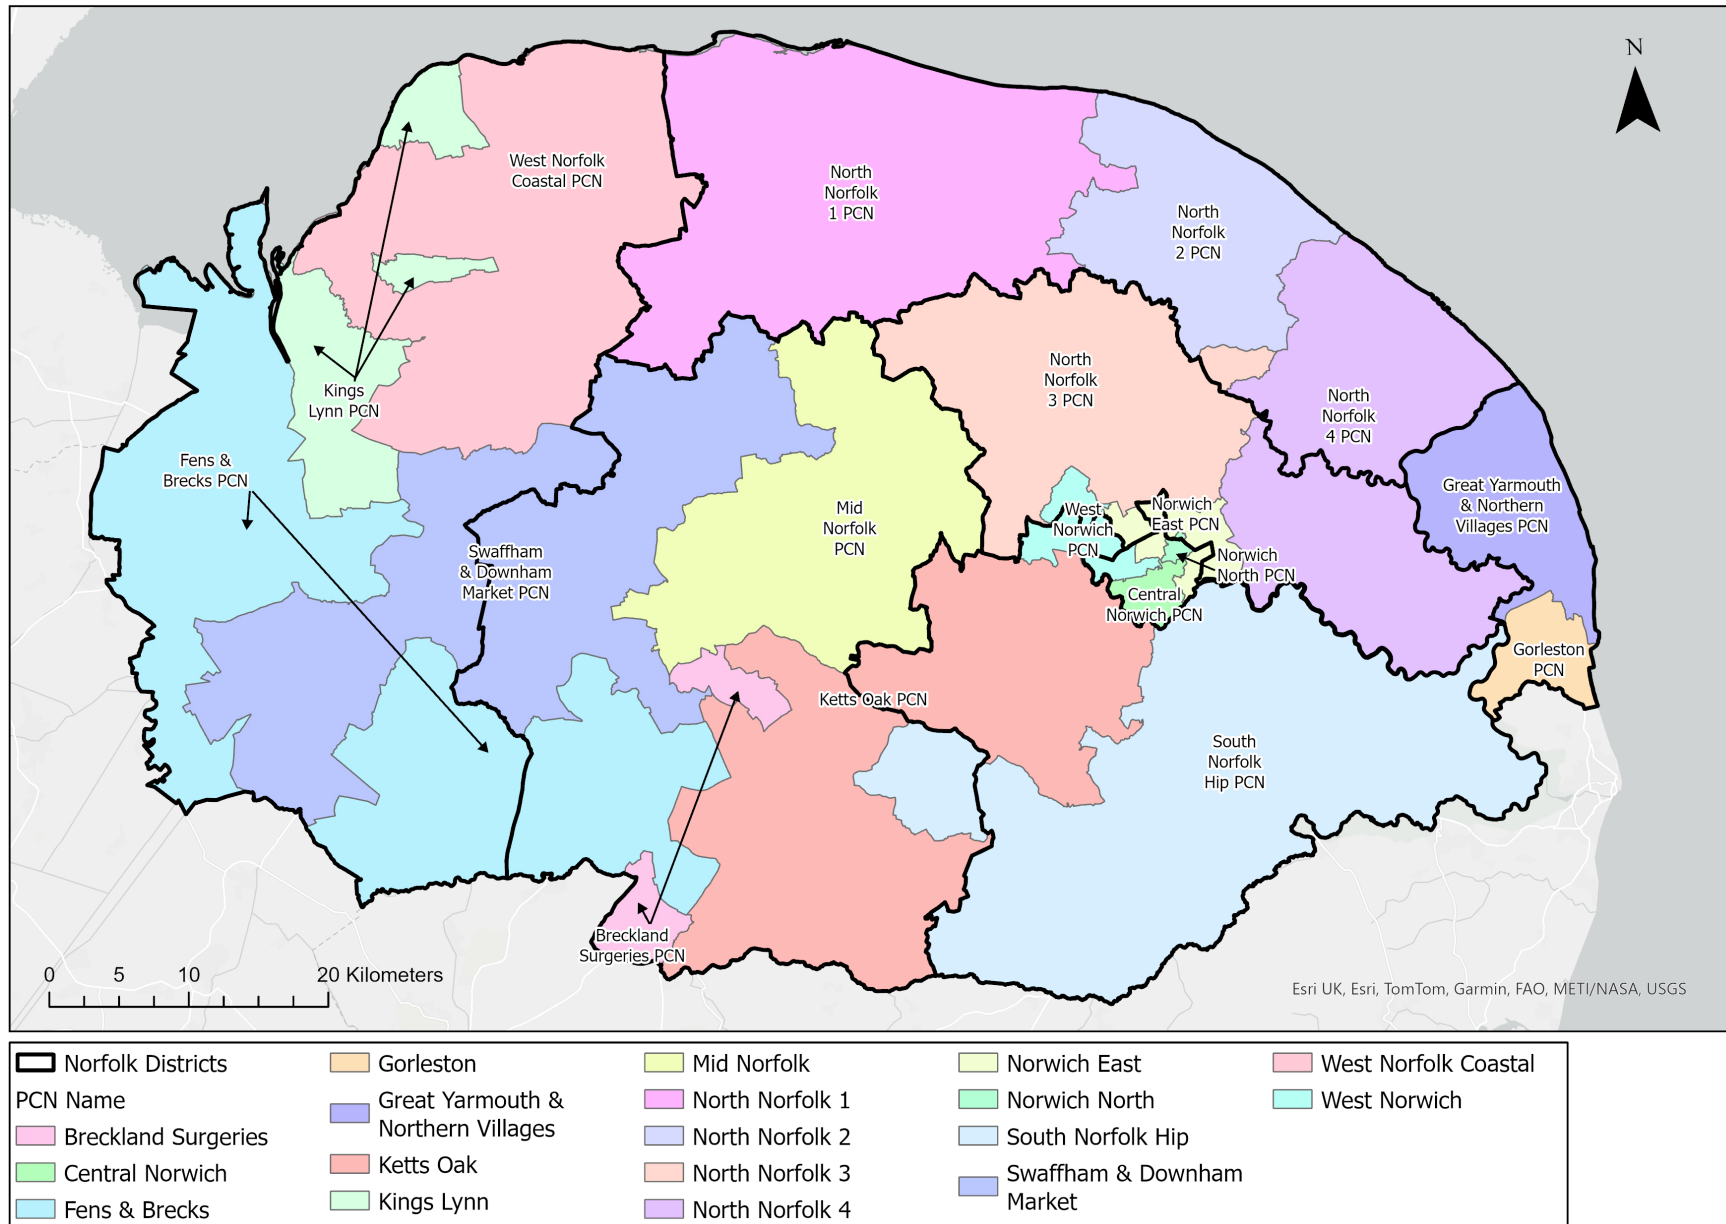 N
West Norfolk
Coastal PCN
North
Norfolk
1 PCN
North
Norfolk
2 PCN
Kings
Lynn PCN
North
Norfolk
3 PCN
North
Norfolk
4 PCN
Fens &
Brecks PCN
Great Yarmouth
& Northern
Villages PCN
Mid
Norfolk
PCN
West
Norwich
PCN
Norwich
East PCN
Swaffham
& Downham
Market PCN
Norwich
North PCN
Central
Norwich PCN
Gorleston
PCN
Ketts Oak PCN
South
Norfolk
Hip PCN
Breckland
Surgeries PCN
0 5 10 20 Kilometers
Esri UK, Esri, TomTom, Garmin, FAO, METI/NASA, USGS
Norfolk Districts
PCN Name
Breckland Surgeries
Central Norwich
Fens & Brecks
Gorleston
Great Yarmouth &
Northern Villages
Ketts Oak
Kings Lynn
Mid Norfolk
North Norfolk 1
North Norfolk 2
North Norfolk 3
North Norfolk 4
Norwich East
Norwich North
South Norfolk Hip
Swaffham & Downham
Market
West Norfolk Coastal
West Norwich